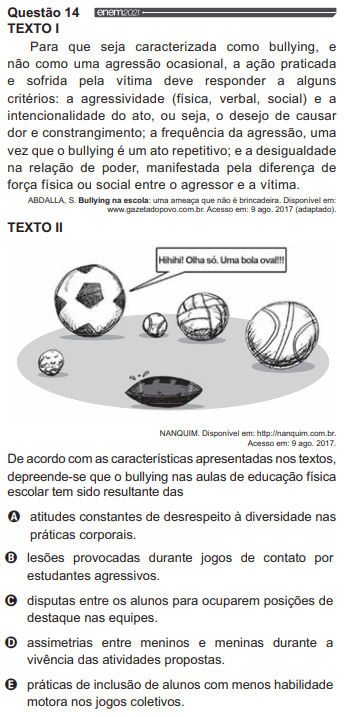 Questão 14 enem2021
TEXTO I
Para que seja caracterizada como bullying, e
não como uma agressão ocasional, a ação praticada
e sofrida pela vítima deve responder a alguns
critérios: a agressividade (física, verbal, social) e a
intencionalidade do ato, ou seja, o desejo de causar
dor e constrangimento; a frequência da agressão, uma
vez que o bullying é um ato repetitivo; e a desigualdade
na relação de poder, manifestada pela diferença de
força física ou social entre o agressor e a vítima.
ABDALLA, S. Bullying na escola: uma ameaça que não é brincadeira. Disponível em:
www.gazetadopovo.com.br. Acesso em: 9 ago. 2017 (adaptado).
TEXTO II
Hihihi! Olha só. Uma bola oval!!!
NANQUIM. Disponível em: http://nanquim.com.br.
Acesso em: 9 ago. 2017.
De acordo com as características apresentadas nos textos,
depreende-se que o bullying nas aulas de educação física
escolar tem sido resultante das
A atitudes constantes de desrespeito à diversidade nas
práticas corporais.
B lesões provocadas durante jogos de contato por
estudantes agressivos.
C disputas entre os alunos para ocuparem posições de
destaque nas equipes.
D assimetrias entre meninos e meninas durante a
vivência das atividades propostas.
E práticas de inclusão de alunos com menos habilidade
motora nos jogos coletivos.